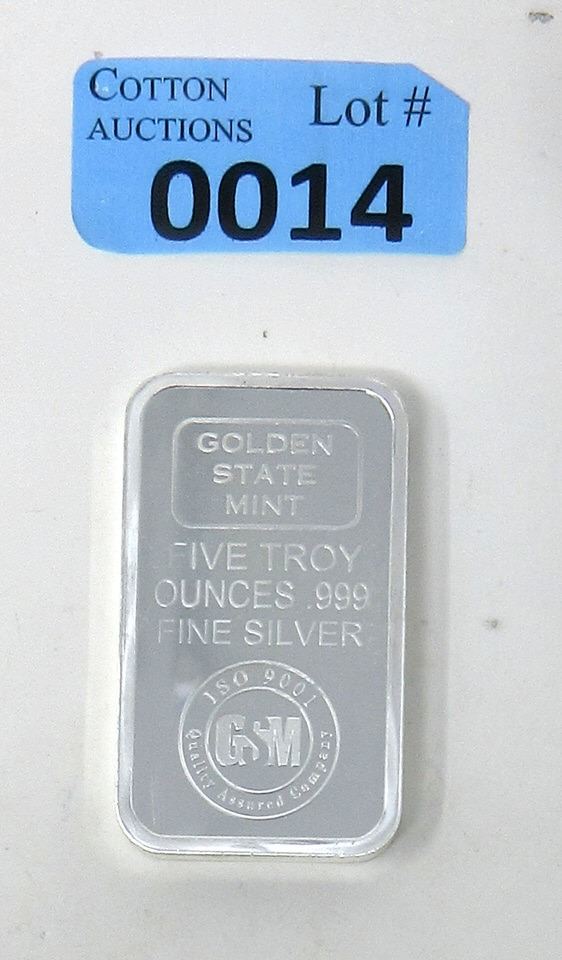 COTTON
AUCTIONS
Lot #
0014
GOLDEN
STATE
MINT
FIVE TROY
OUNCES .999
FINE SILVER
ISO 9001
GSM
Quality Assured Company